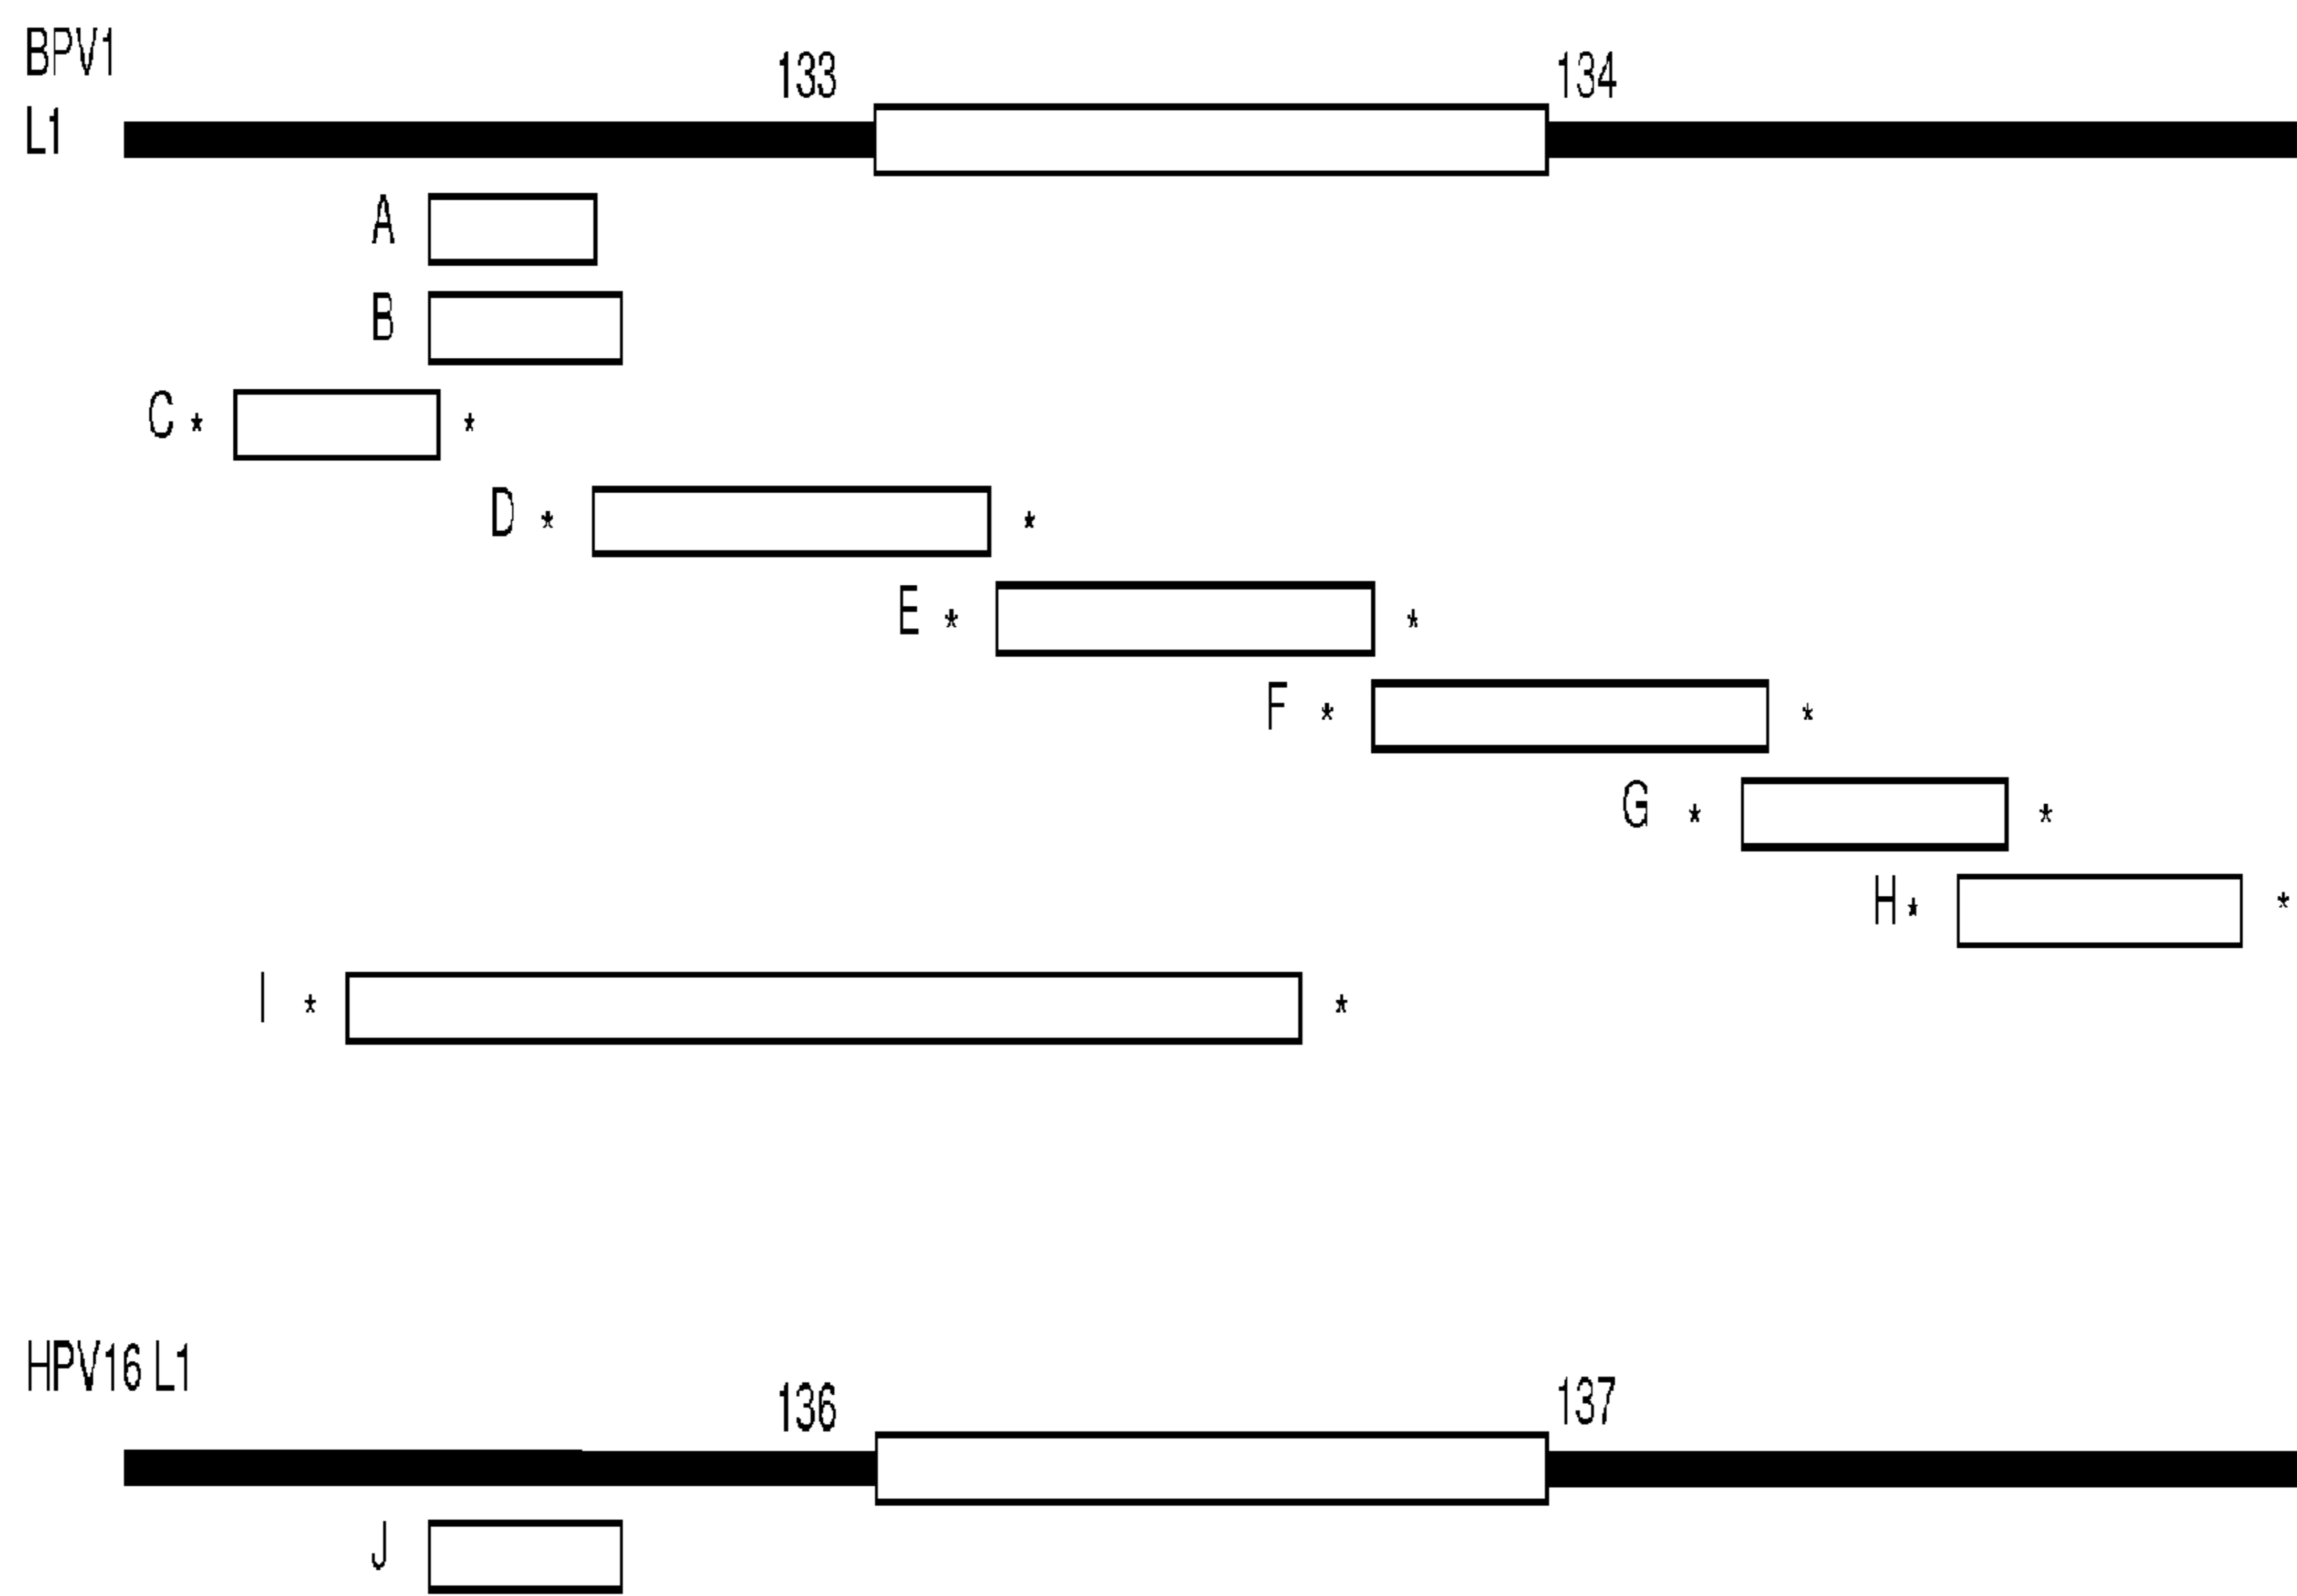 BPV1
L1
133
134
A
B
C * *
D * *
E * *
F * *
G * *
H * *
I * *
HPV16 L1
136
137
J